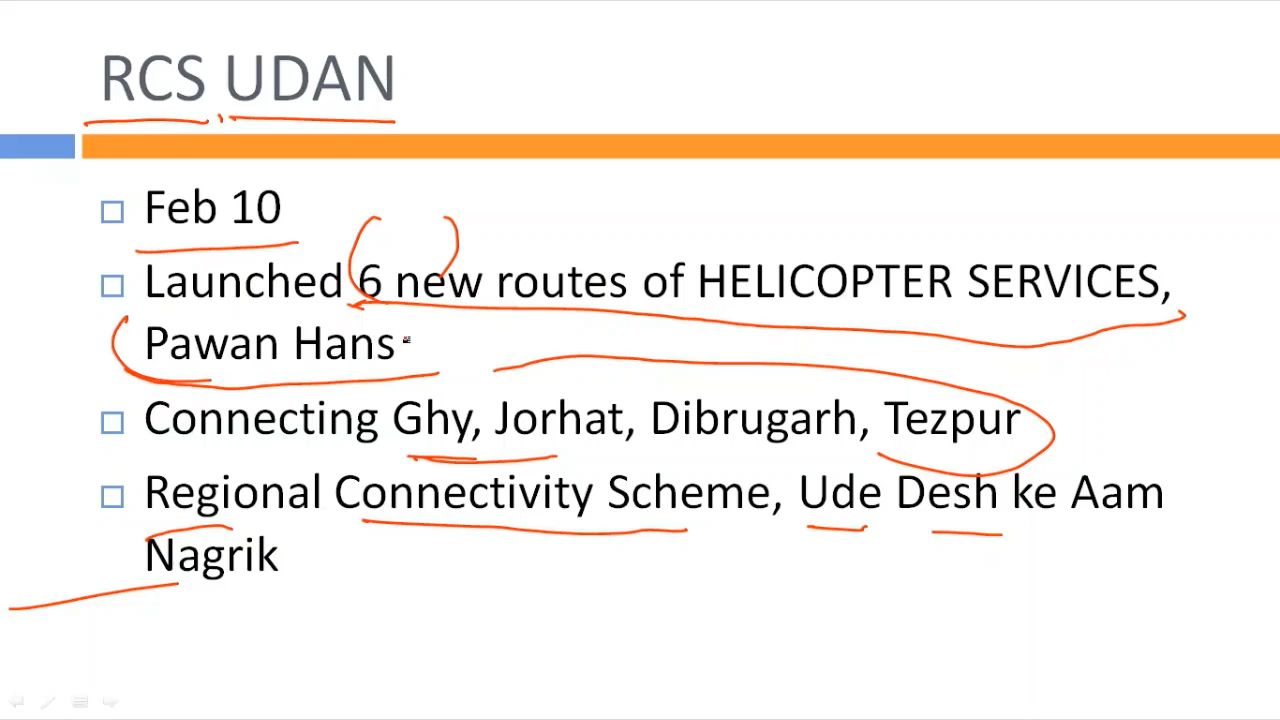 RCS UDAN
Feb 10
Launched 6 new routes of HELICOPTER SERVICES,
Pawan Hans
Connecting Ghy, Jorhat, Dibrugarh, Tezpur
Regional Connectivity Scheme, Ude Desh ke Aam
Nagrik